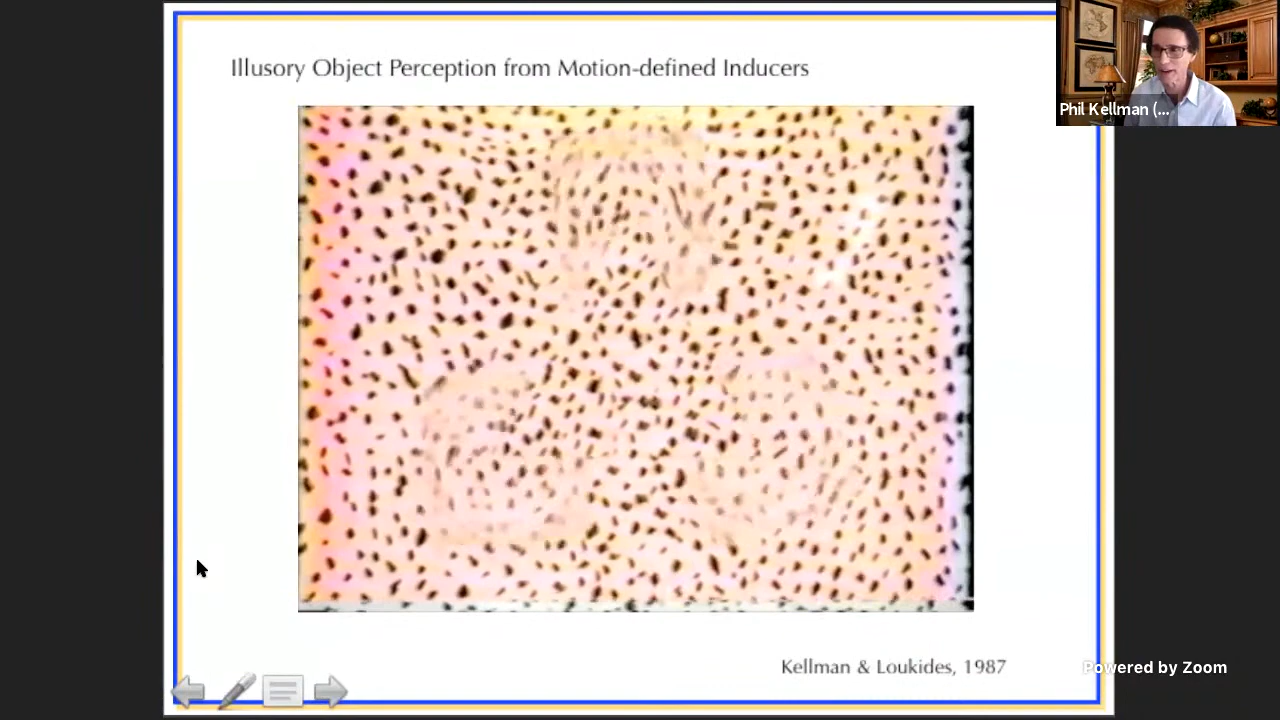 Illusory Object Perception from Motion-defined Inducers
Phil Kellman (...
Kellman & Loukides, 1987
Powered by Zoom